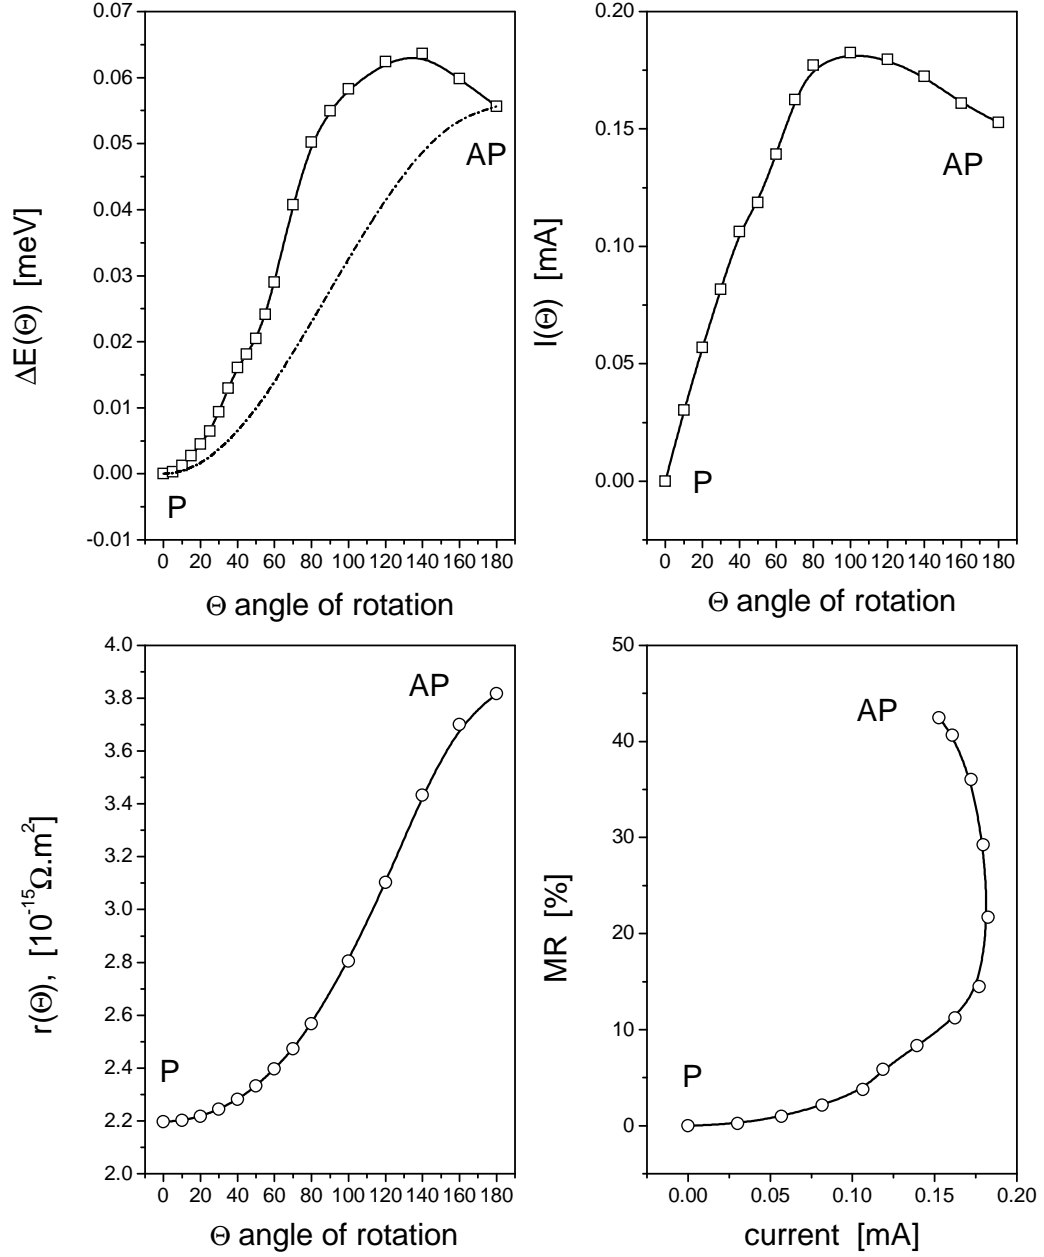 0.07
0.06
0.05
0.04
0.03
0.02
0.01
0.00
-0.01
ΔE(Θ) [meV]
AP
P
0 20 40 60 80 100 120 140 160 180
Θ angle of rotation
0.20
0.15
0.10
0.05
0.00
I(Θ) [mA]
AP
P
0 20 40 60 80 100 120 140 160 180
Θ angle of rotation
4.0
3.8
3.6
3.4
3.2
3.0
2.8
2.6
2.4
2.2
2.0
r(Θ), [10⁻¹⁵Ω.m²]
AP
P
0 20 40 60 80 100 120 140 160 180
Θ angle of rotation
50
40
30
20
10
0
MR [%]
AP
P
0.00 0.05 0.10 0.15 0.20
current [mA]